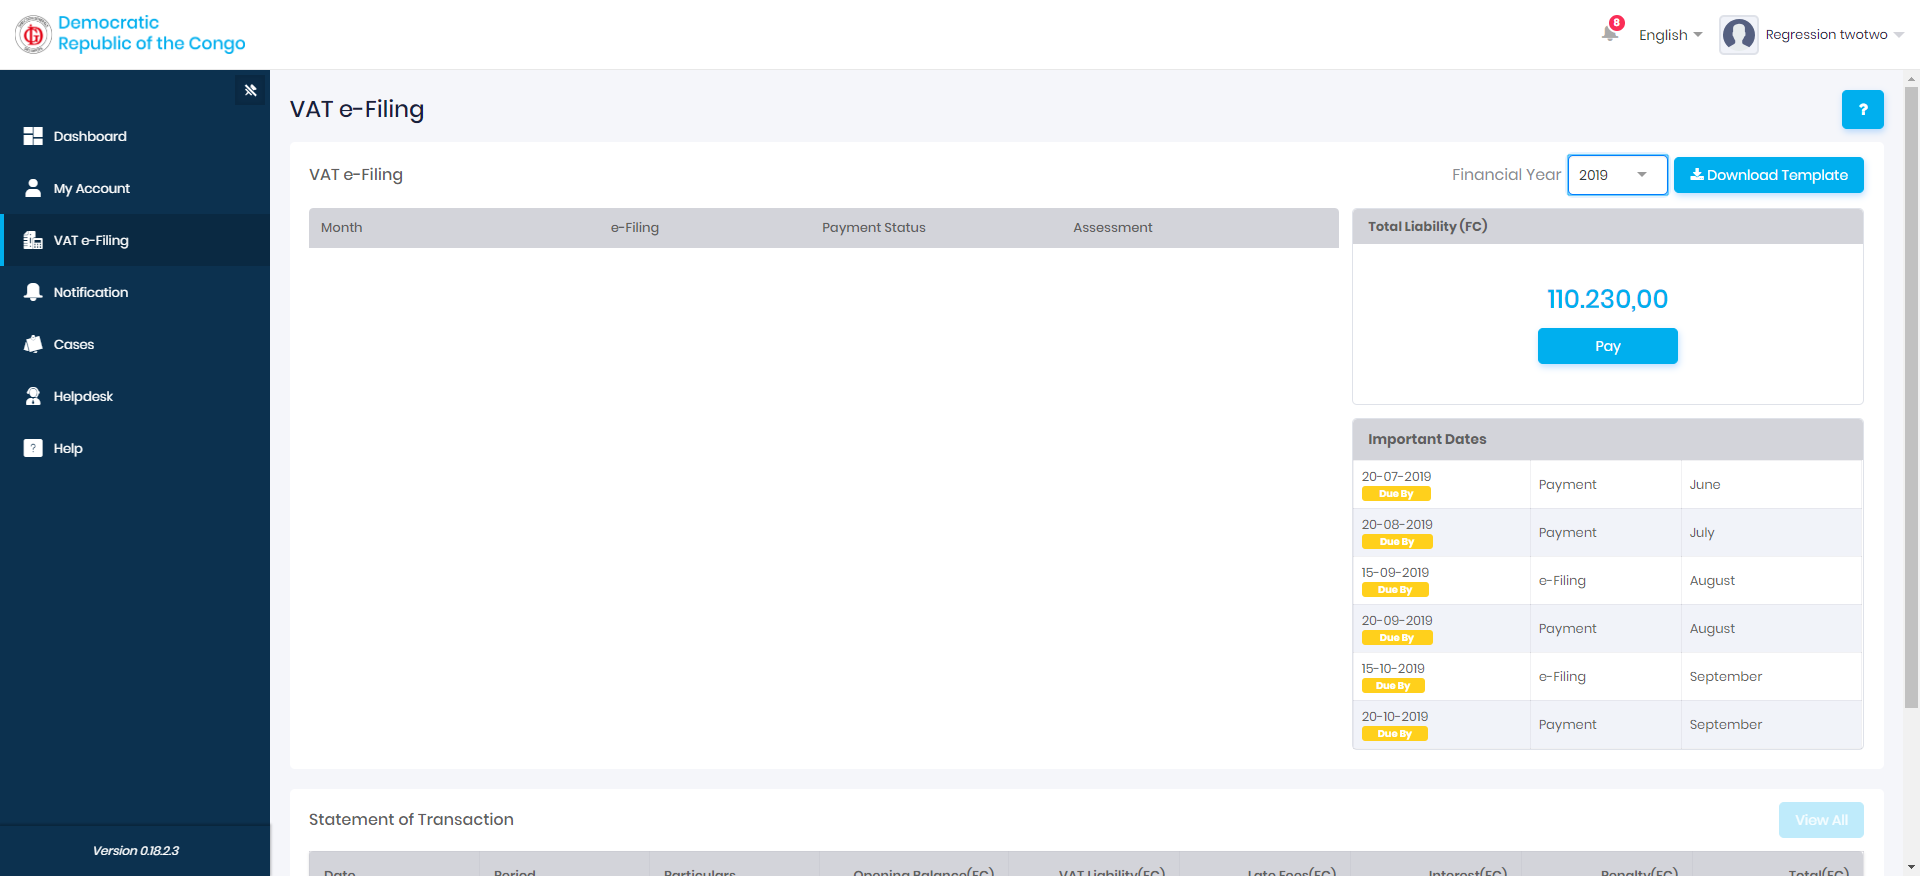 Democratic
Republic of the Congo
8
English
Regression twotwo
Dashboard
My Account
VAT e-Filing
Notification
Cases
Helpdesk
? Help
Version 0.18.2.3
VAT e-Filing
?
VAT e-Filing
Financial Year 2019 Download Template
Month e-Filing Payment Status Assessment
Total Liability (FC)
110.230,00
Pay
Important Dates
20-07-2019 Payment June
Due By
20-08-2019 Payment July
Due By
15-09-2019 e-Filing August
Due By
20-09-2019 Payment August
Due By
15-10-2019 e-Filing September
Due By
20-10-2019 Payment September
Due By
Statement of Transaction
View All
Date Period Particulars Opening Balance(FC) VAT Liability(FC) Late Fees(FC) Interest(FC) Penalty(FC) Total(FC)